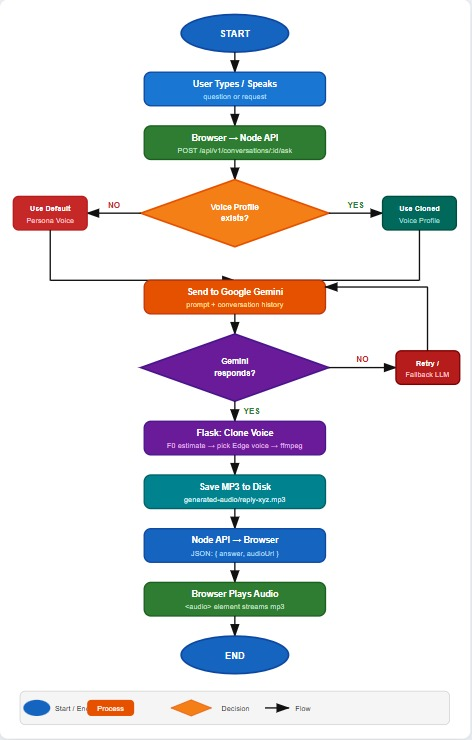 START
User Types / Speaks
question or request
Browser → Node API
POST /api/v1/conversations/:id/ask
Voice Profile
exists?
NO
YES
Use Default
Persona Voice
Use Cloned
Voice Profile
Send to Google Gemini
prompt + conversation history
Gemini
responds?
NO
Retry /
Fallback LLM
YES
Flask: Clone Voice
F0 estimate → pick Edge voice → ffmpeg
Save MP3 to Disk
generated-audio/reply-xyz.mp3
Node API → Browser
JSON: { answer, audioUrl }
Browser Plays Audio
<audio> element streams mp3
END
Start / En
Process
Decision
Flow